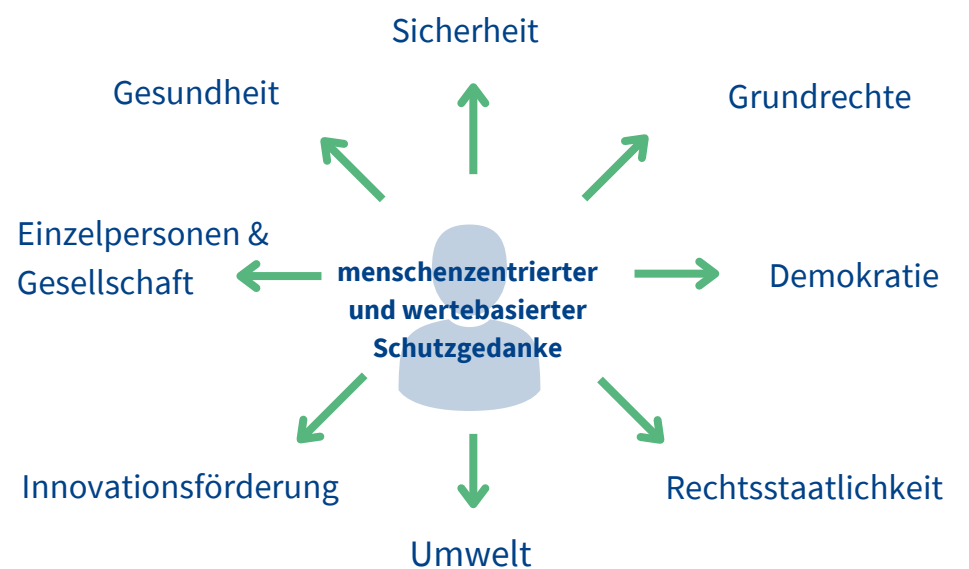 Sicherheit
Gesundheit
Grundrechte
Einzelpersonen &
Gesellschaft
menschenzentrierter
und wertebasierter
Schutzgedanke
Demokratie
Innovationsförderung
Rechtsstaatlichkeit
Umwelt